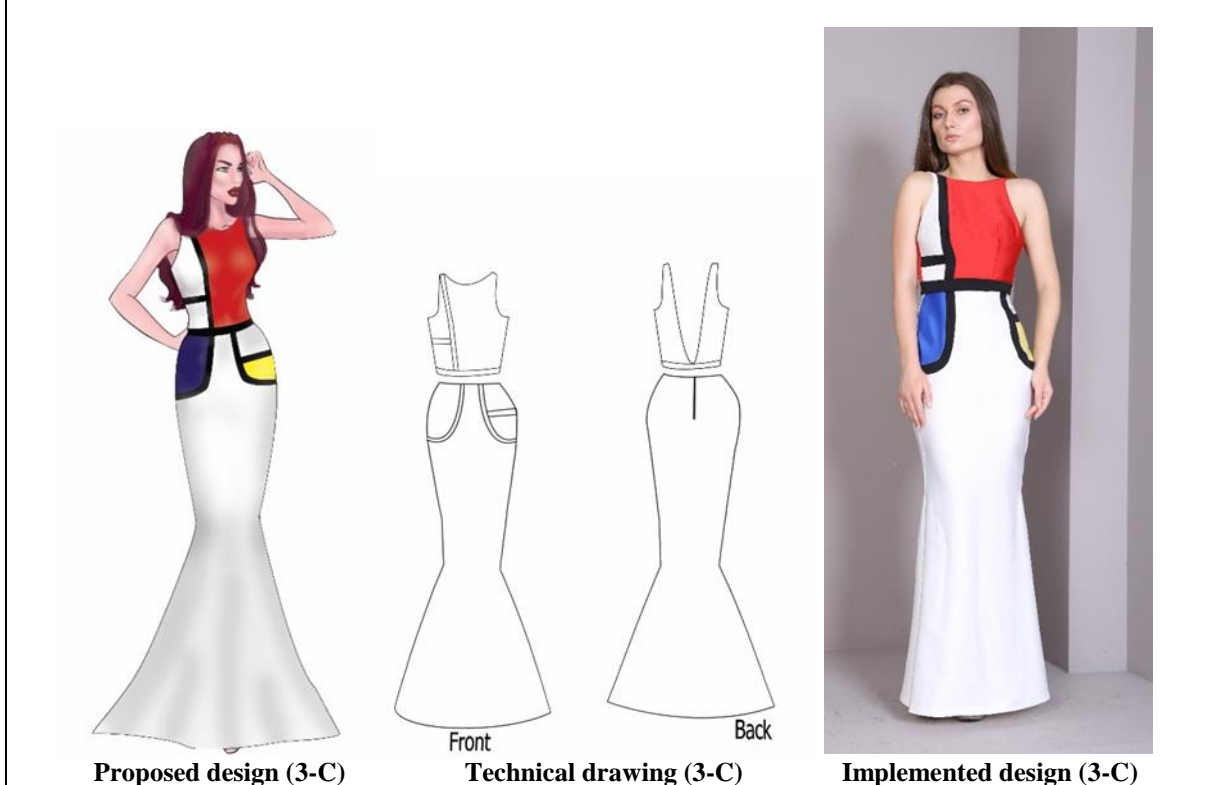 Front
Back
Proposed design (3-C)
Technical drawing (3-C)
Implemented design (3-C)